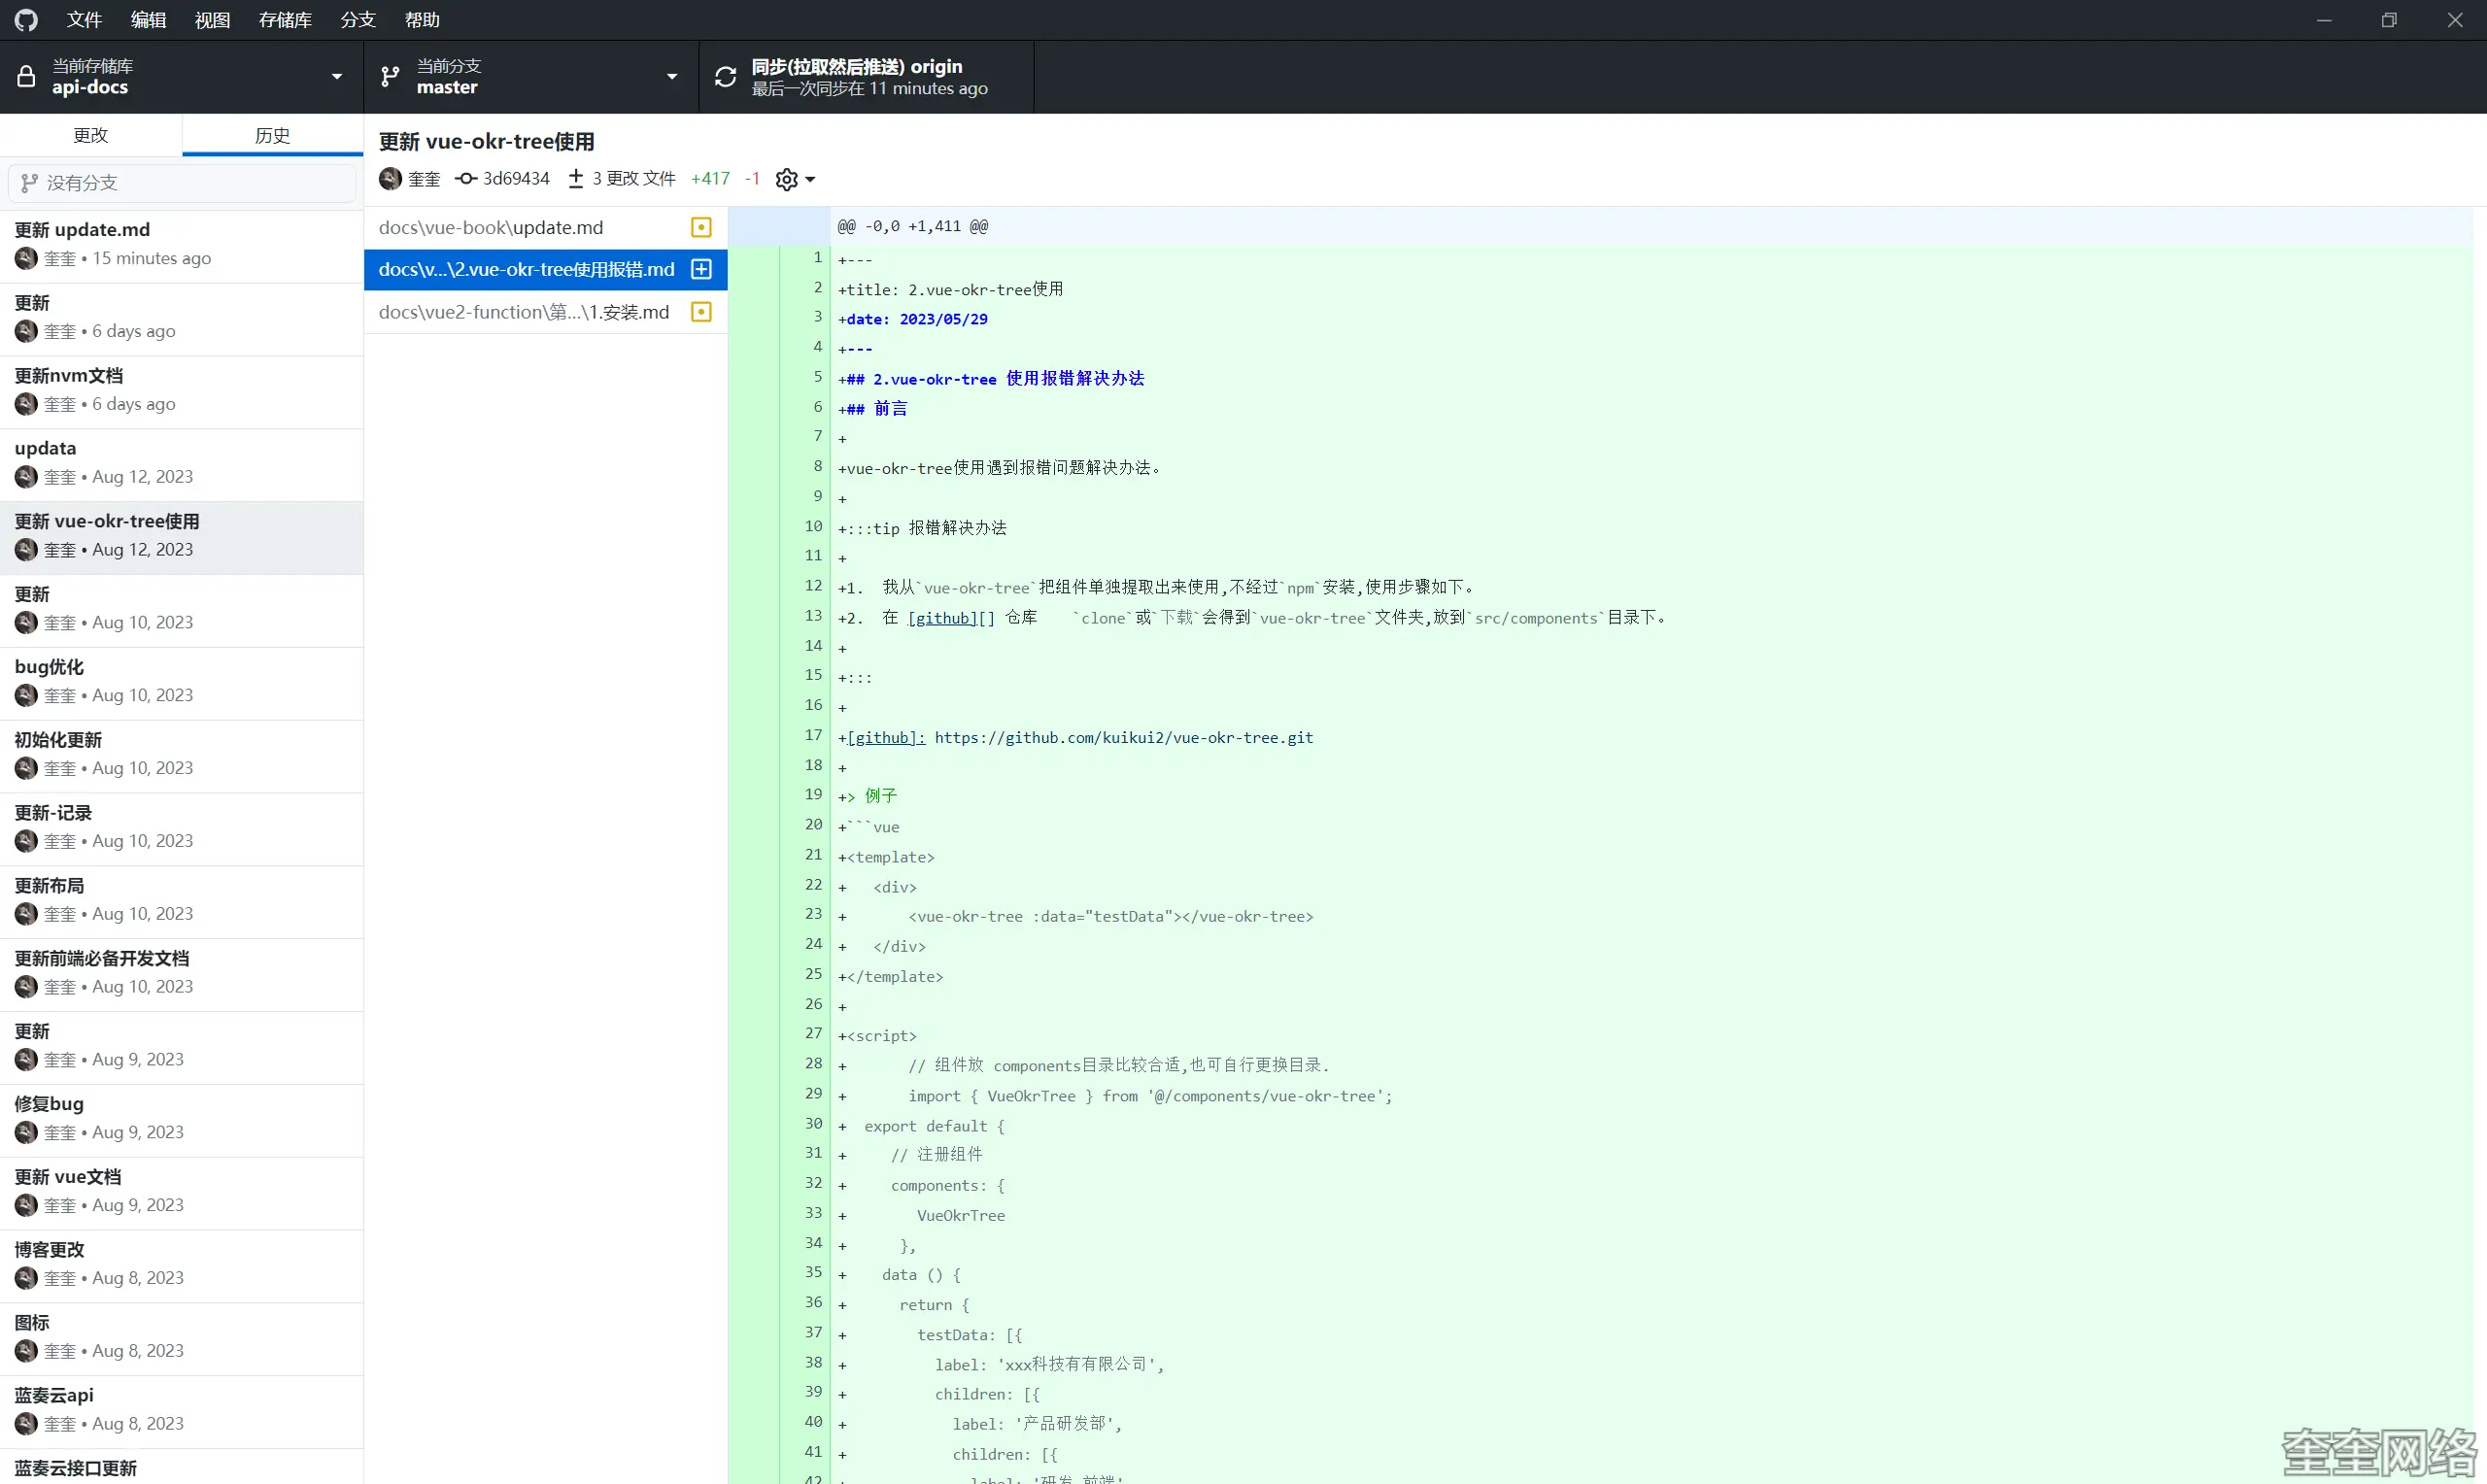 文件 编辑 视图 存储库 分支 帮助
当前存储库
api-docs
当前分支
master
同步(拉取然后推送) origin
最后一次同步在 11 minutes ago
更改 历史
没有分支
更新 update.md
奎奎 • 15 minutes ago
更新
奎奎 • 6 days ago
更新nvm文档
奎奎 • 6 days ago
updata
奎奎 • Aug 12, 2023
更新 vue-okr-tree使用
奎奎 • Aug 12, 2023
更新
奎奎 • Aug 10, 2023
bug优化
奎奎 • Aug 10, 2023
初始化更新
奎奎 • Aug 10, 2023
更新-记录
奎奎 • Aug 10, 2023
更新布局
奎奎 • Aug 10, 2023
更新前端必备开发文档
奎奎 • Aug 10, 2023
更新
奎奎 • Aug 9, 2023
修复bug
奎奎 • Aug 9, 2023
更新 vue文档
奎奎 • Aug 9, 2023
博客更改
奎奎 • Aug 8, 2023
图标
奎奎 • Aug 8, 2023
蓝奏云api
奎奎 • Aug 8, 2023
蓝奏云接口更新
更新 vue-okr-tree使用
奎奎 3d69434 3 更改 文件 +417 -1
docs\vue-book\update.md
docs\v...\2.vue-okr-tree使用报错.md
docs\vue2-function\第...\1.安装.md
@@ -0,0 +1,411 @@
1 +---
2 +title: 2.vue-okr-tree使用
3 +date: 2023/05/29
4 +---
5 +## 2.vue-okr-tree 使用报错解决办法
6 +## 前言
7 +
8 +vue-okr-tree使用遇到报错问题解决办法。
9 +
10 +:::tip 报错解决办法
11 +
12 +1. 我从`vue-okr-tree`把组件单独提取出来使用,不经过`npm`安装,使用步骤如下。
13 +2. 在 [github][] 仓库 `clone`或`下载`会得到`vue-okr-tree`文件夹,放到`src/components`目录下。
14 +
15 +:::
16 +
17 +[github]: https://github.com/kuikui2/vue-okr-tree.git
18 +
19 +> 例子
20 +```vue
21 +<template>
22 + <div>
23 + <vue-okr-tree :data="testData"></vue-okr-tree>
24 + </div>
25 +</template>
26 +
27 +<script>
28 + // 组件放 components目录比较合适,也可自行更换目录.
29 + import { VueOkrTree } from '@/components/vue-okr-tree';
30 + export default {
31 + // 注册组件
32 + components: {
33 + VueOkrTree
34 + },
35 + data () {
36 + return {
37 + testData: [{
38 + label: 'xxx科技有有限公司',
39 + children: [{
40 + label: '产品研发部',
41 + children: [{
42 + label: '研发-前端'
奎奎网络